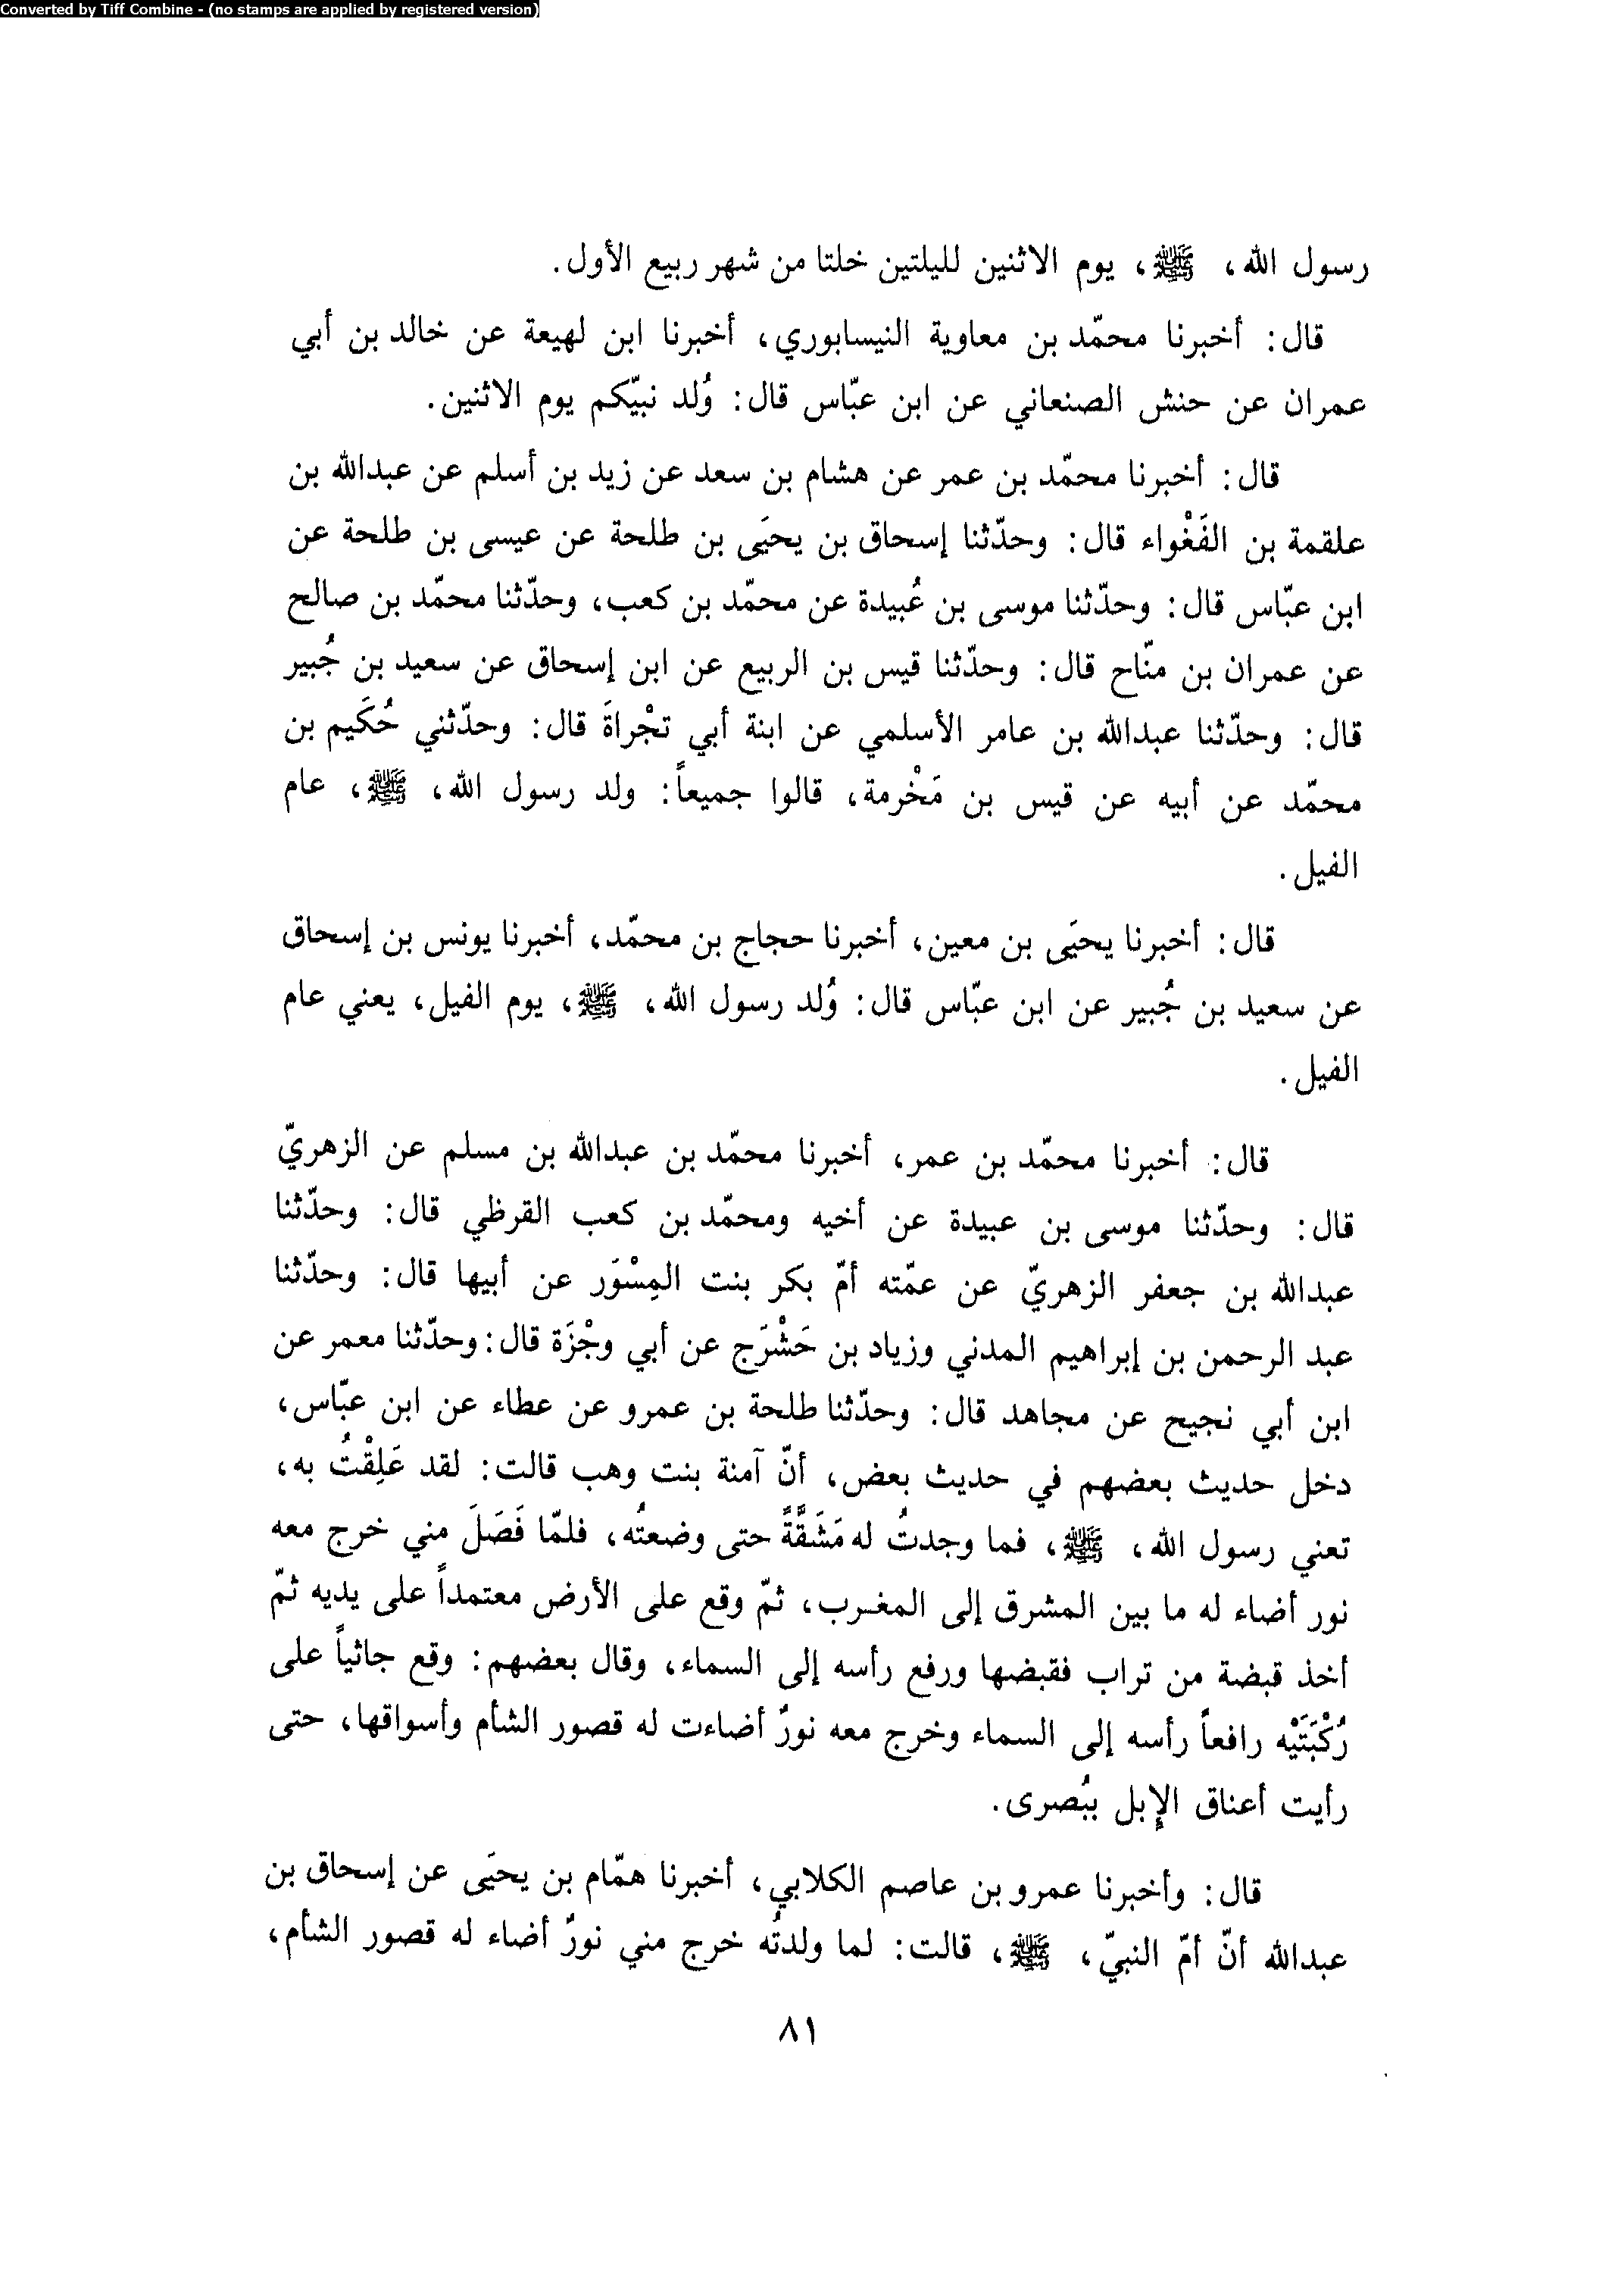 Converted by Tiff Combine - (no stamps are applied by registered version)
رسول الله، ﷺ، يوم الاثنين لليلتين خلتا من شهر ربيع الأول.
قال: أخبرنا محمّد بن معاوية النيسابوري، أخبرنا ابن لهيعة عن خالد بن أبي
عمران عن حنش الصنعاني عن ابن عبّاس قال: وُلد نبيّكم يوم الاثنين.
قال: أخبرنا محمّد بن عمر عن هشام بن سعد عن زيد بن أسلم عن عبدالله بن
علقمة بن الفَغْواء قال: وحدّثنا إسحاق بن يحيَى بن طلحة عن عيسى بن طلحة عن
ابن عبّاس قال: وحدّثنا موسى بن عُبيدة عن محمّد بن كعب، وحدّثنا محمّد بن صالح
عن عمران بن منّاح قال: وحدّثنا قيس بن الربيع عن ابن إسحاق عن سعيد بن جُبير
قال: وحدّثنا عبدالله بن عامر الأسلمي عن ابنة أبي تجْراةَ قال: وحدّثني حُكَيم بن
محمّد عن أبيه عن قيس بن مَخْرمة، قالوا جميعاً: ولد رسول الله، ﷺ، عام
الفيل.
قال: أخبرنا يحيَى بن معين، أخبرنا حجاج بن محمّد، أخبرنا يونس بن إسحاق
عن سعيد بن جُبير عن ابن عبّاس قال: وُلد رسول الله، ﷺ، يوم الفيل، يعني عام
الفيل.
قال: أخبرنا محمّد بن عمر، أخبرنا محمّد بن عبدالله بن مسلم عن الزهريّ
قال: وحدّثنا موسى بن عبيدة عن أخيه ومحمّد بن كعب القرظي قال: وحدّثنا
عبدالله بن جعفر الزهريّ عن عمّته أمّ بكر بنت المِسْوَر عن أبيها قال: وحدّثنا
عبد الرحمن بن إبراهيم المدني وزياد بن حَشْرَج عن أبي وجْزَة قال: وحدّثنا معمر عن
ابن أبي نجيح عن مجاهد قال: وحدّثنا طلحة بن عمرو عن عطاء عن ابن عبّاس،
دخل حديث بعضهم في حديث بعض، أنّ آمنة بنت وهب قالت: لقد عَلِقْتُ به،
تعني رسول الله، ﷺ، فما وجدتُ له مَشَقَّةً حتى وضعتُه، فلمّا فَصَلَ مني خرج معه
نور أضاء له ما بين المشرق إلى المغرب، ثمّ وقع على الأرض معتمداً على يديه ثمّ
أخذ قبضة من تراب فقبضها ورفع رأسه إلى السماء، وقال بعضهم: وقع جاثياً على
رُكْبَتَيْه رافعاً رأسه إلى السماء وخرج معه نورٌ أضاءت له قصور الشأم وأسواقها، حتى
رأيت أعناق الإبل ببُصرى.
قال: وأخبرنا عمرو بن عاصم الكلابي، أخبرنا همّام بن يحيَى عن إسحاق بن
عبدالله أنّ أمّ النبيّ، ﷺ، قالت: لما ولدتُه خرج مني نورٌ أضاء له قصور الشأم،
٨١